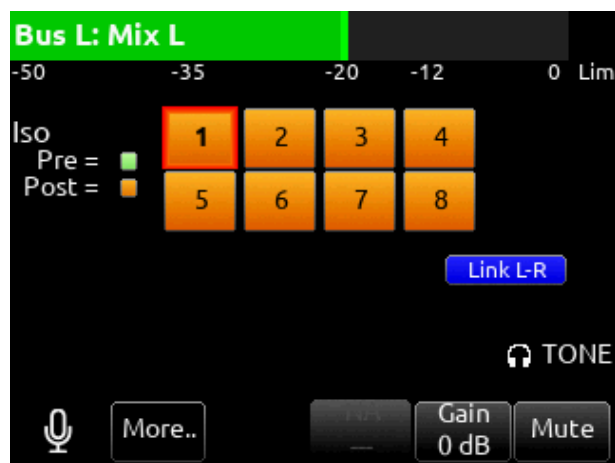 Bus L: Mix L
-50 -35 -20 -12 0 Lim
Iso
Pre =
Post =
1 2 3 4
5 6 7 8
Link L-R
TONE
More..
NA
Gain
0 dB
Mute